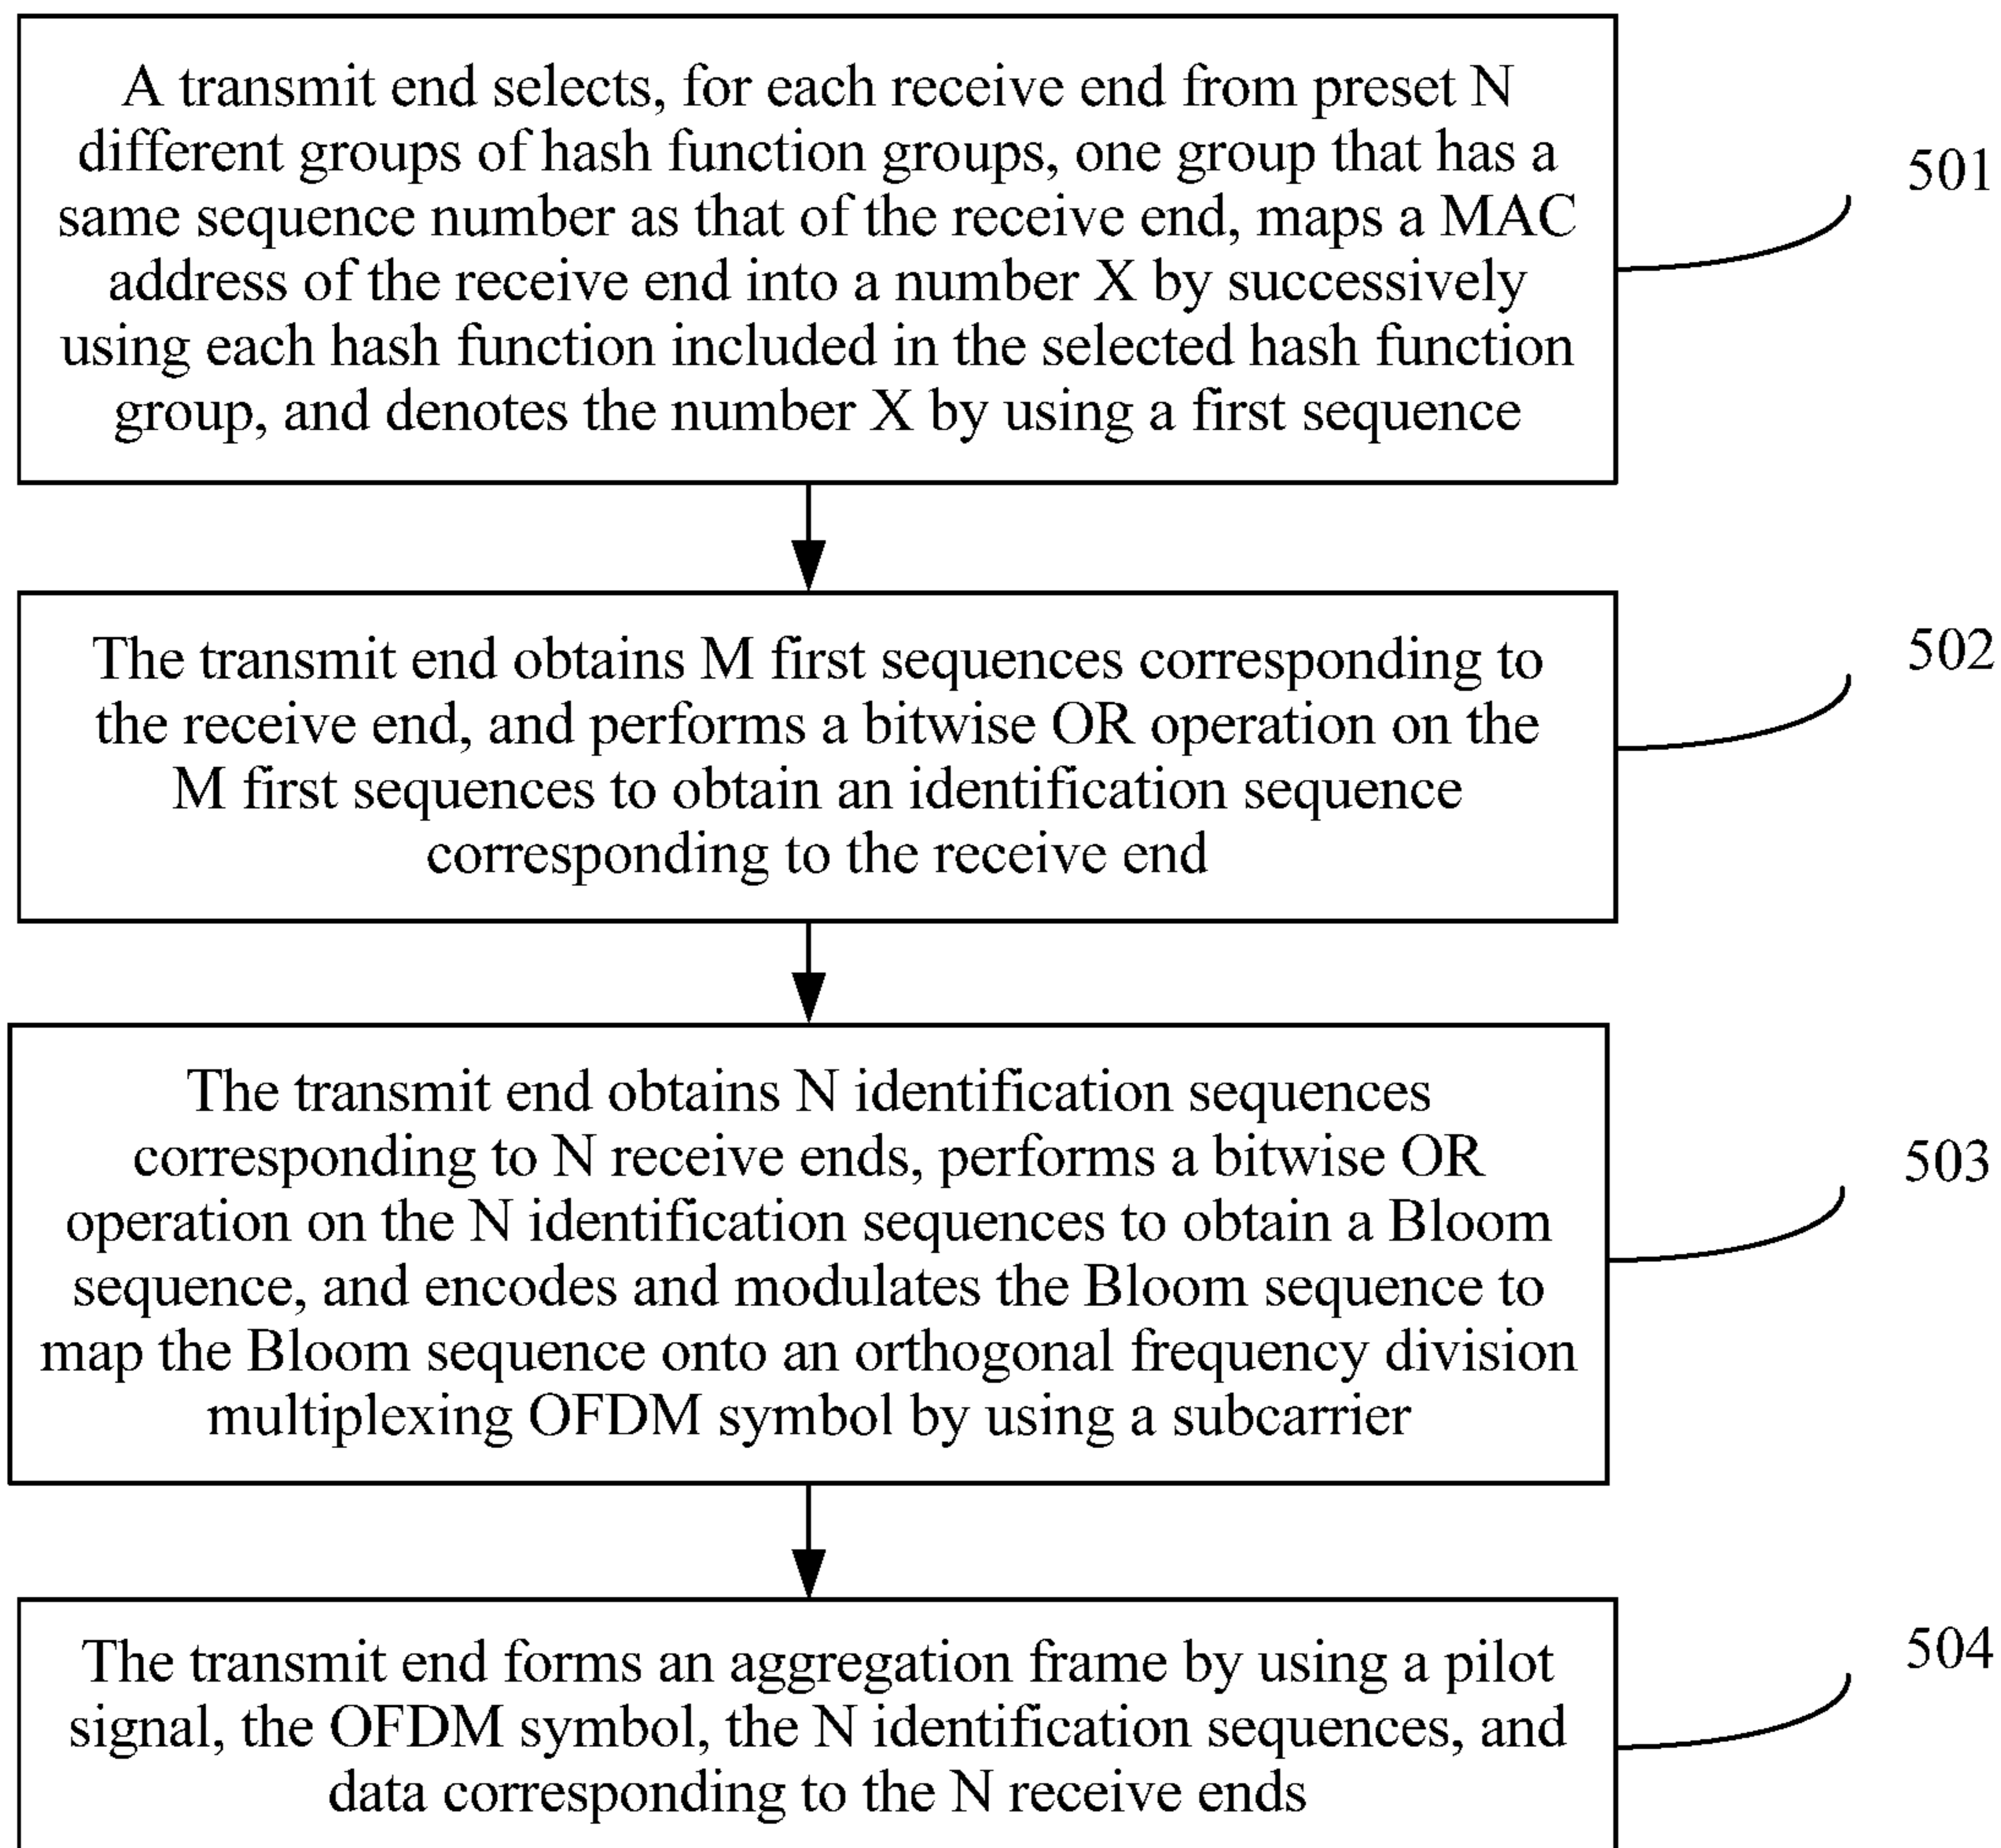 A transmit end selects, for each receive end from preset N
different groups of hash function groups, one group that has a
same sequence number as that of the receive end, maps a MAC
address of the receive end into a number X by successively
using each hash function included in the selected hash function
group, and denotes the number X by using a first sequence
501
The transmit end obtains M first sequences corresponding to
the receive end, and performs a bitwise OR operation on the
M first sequences to obtain an identification sequence
corresponding to the receive end
502
The transmit end obtains N identification sequences
corresponding to N receive ends, performs a bitwise OR
operation on the N identification sequences to obtain a Bloom
sequence, and encodes and modulates the Bloom sequence to
map the Bloom sequence onto an orthogonal frequency division
multiplexing OFDM symbol by using a subcarrier
503
The transmit end forms an aggregation frame by using a pilot
signal, the OFDM symbol, the N identification sequences, and
data corresponding to the N receive ends
504